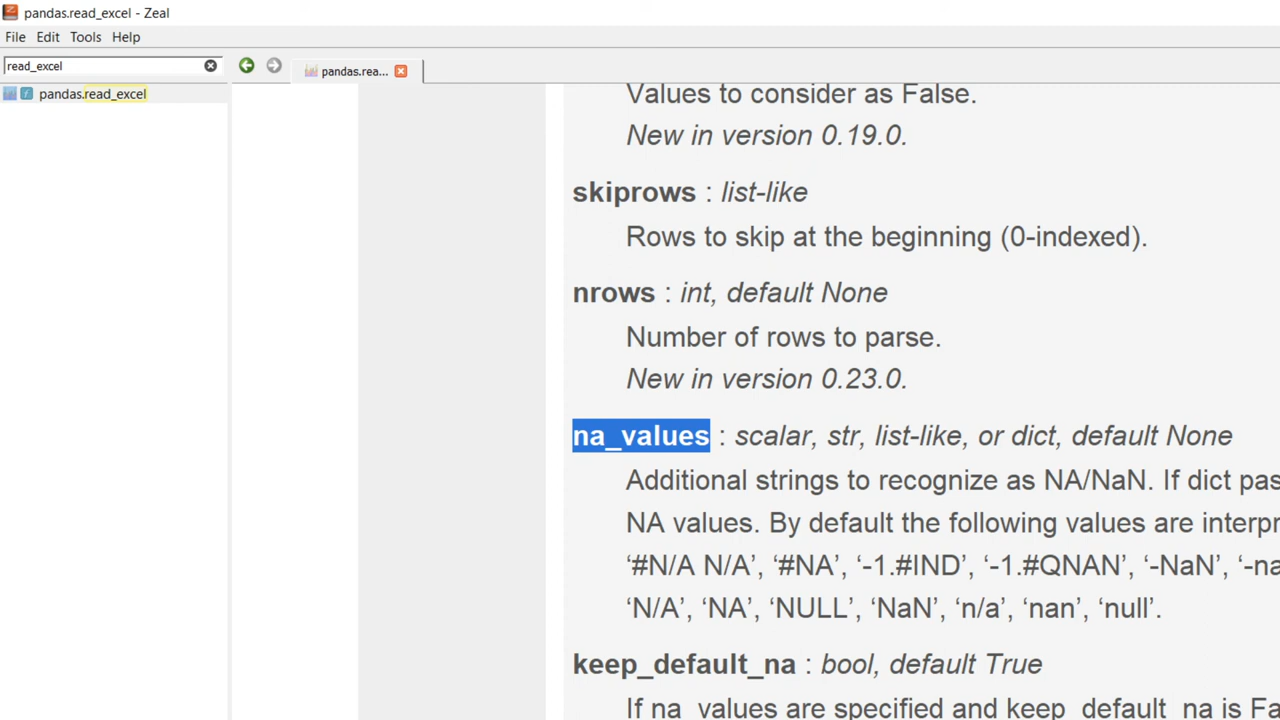 pandas.read_excel - Zeal
File Edit Tools Help
read_excel
pandas.rea...
pandas.read_excel
Values to consider as False.
New in version 0.19.0.
skiprows : list-like
Rows to skip at the beginning (0-indexed).
nrows : int, default None
Number of rows to parse.
New in version 0.23.0.
na_values : scalar, str, list-like, or dict, default None
Additional strings to recognize as NA/NaN. If dict pas
NA values. By default the following values are interpr
‘#N/A N/A’, ‘#NA’, ‘-1.#IND’, ‘-1.#QNAN’, ‘-NaN’, ‘-na
‘N/A’, ‘NA’, ‘NULL’, ‘NaN’, ‘n/a’, ‘nan’, ‘null’.
keep_default_na : bool, default True
If na_values are specified and keep_default_na is Fa